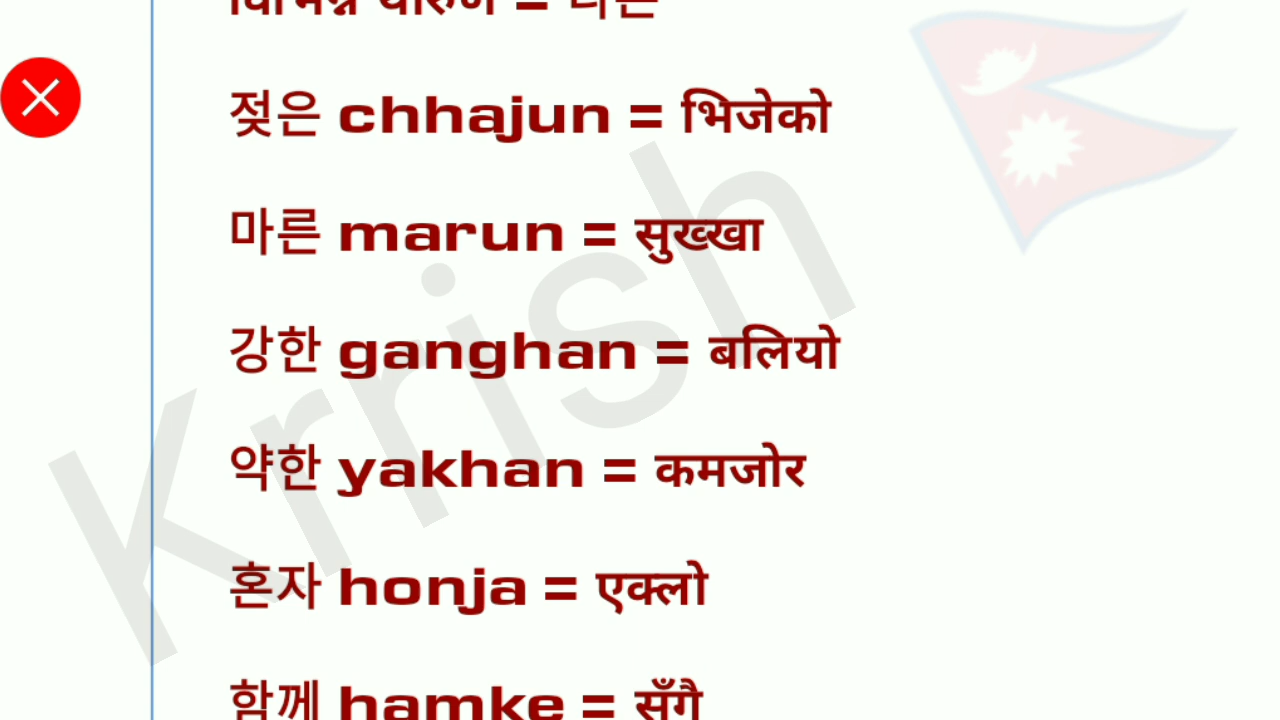 젖은 chhajun = भिजेको
마른 marun = सुख्खा
강한 ganghan = बलियो
약한 yakhan = कमजोर
혼자 honja = एक्लो
함께 hamke = सँगै
Krrish